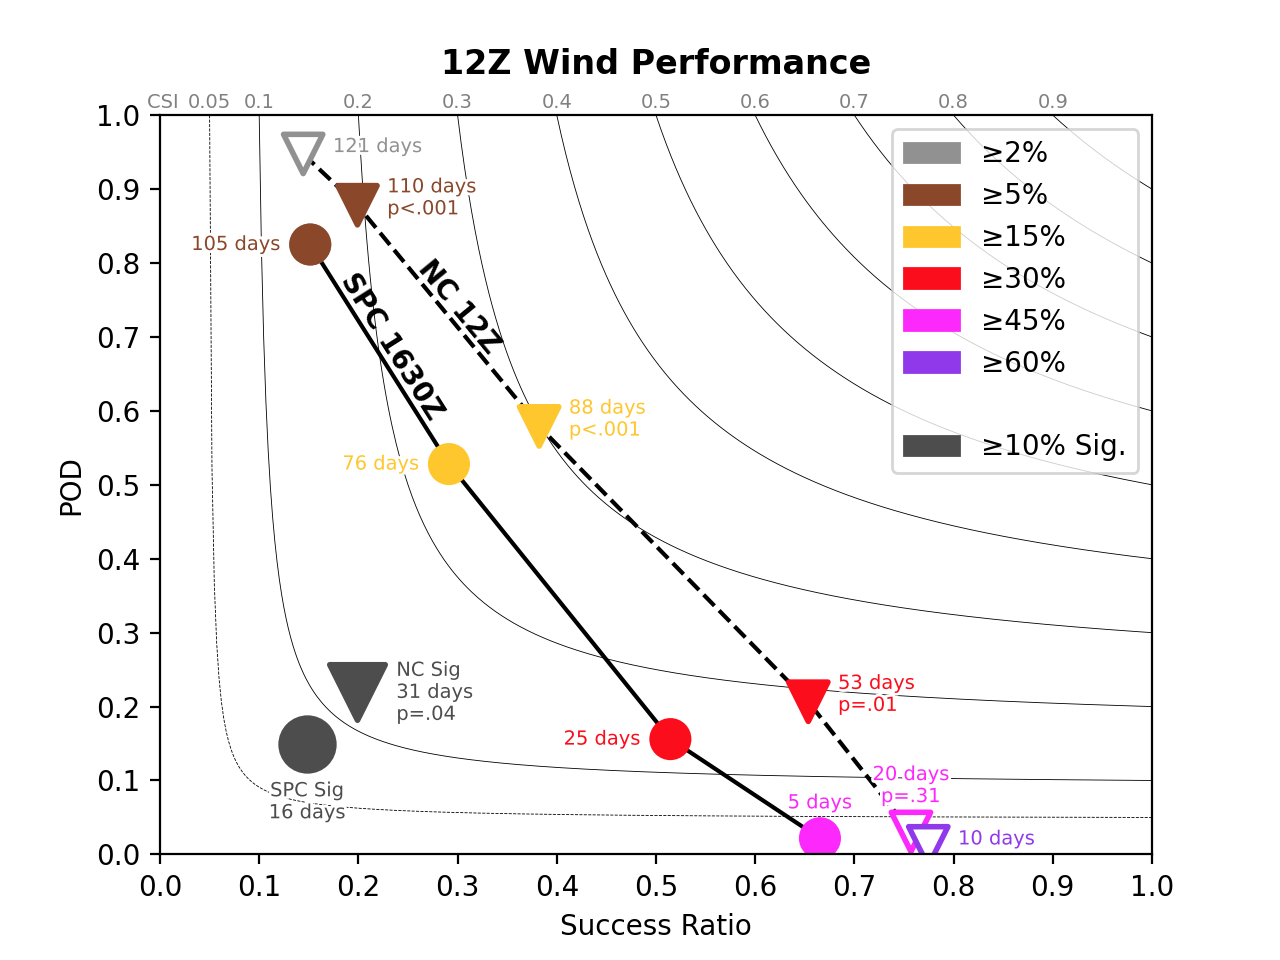 12Z Wind Performance
CSI 0.05 0.1 0.2 0.3 0.4 0.5 0.6 0.7 0.8 0.9
1.0
0.9
0.8
0.7
0.6
0.5
0.4
0.3
0.2
0.1
0.0
POD
121 days
110 days
p<.001
105 days
NC 12Z
SPC 1630Z
88 days
p<.001
76 days
NC Sig
31 days
p=.04
53 days
p=.01
25 days
SPC Sig
16 days
20 days
p=.31
5 days
10 days
≥2%
≥5%
≥15%
≥30%
≥45%
≥60%
≥10% Sig.
0.0 0.1 0.2 0.3 0.4 0.5 0.6 0.7 0.8 0.9 1.0
Success Ratio